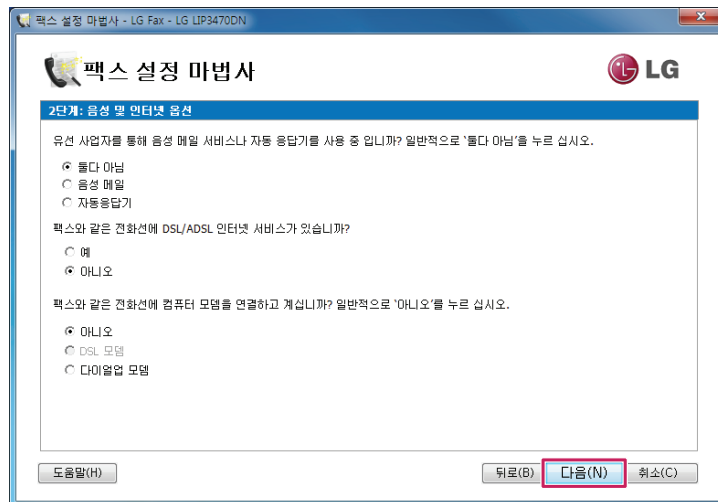 팩스 설정 마법사 - LG Fax - LG LIP3470DN
팩스 설정 마법사
LG
2단계: 음성 및 인터넷 옵션
유선 사업자를 통해 음성 메일 서비스나 자동 응답기를 사용 중 입니까? 일반적으로 '둘다 아님'을 누르 십시오.
둘다 아님
음성 메일
자동응답기
팩스와 같은 전화선에 DSL/ADSL 인터넷 서비스가 있습니까?
예
아니오
팩스와 같은 전화선에 컴퓨터 모뎀을 연결하고 계십니까? 일반적으로 '아니오'를 누르 십시오.
아니오
DSL 모뎀
다이얼업 모뎀
도움말(H) 뒤로(B) 다음(N) 취소(C)